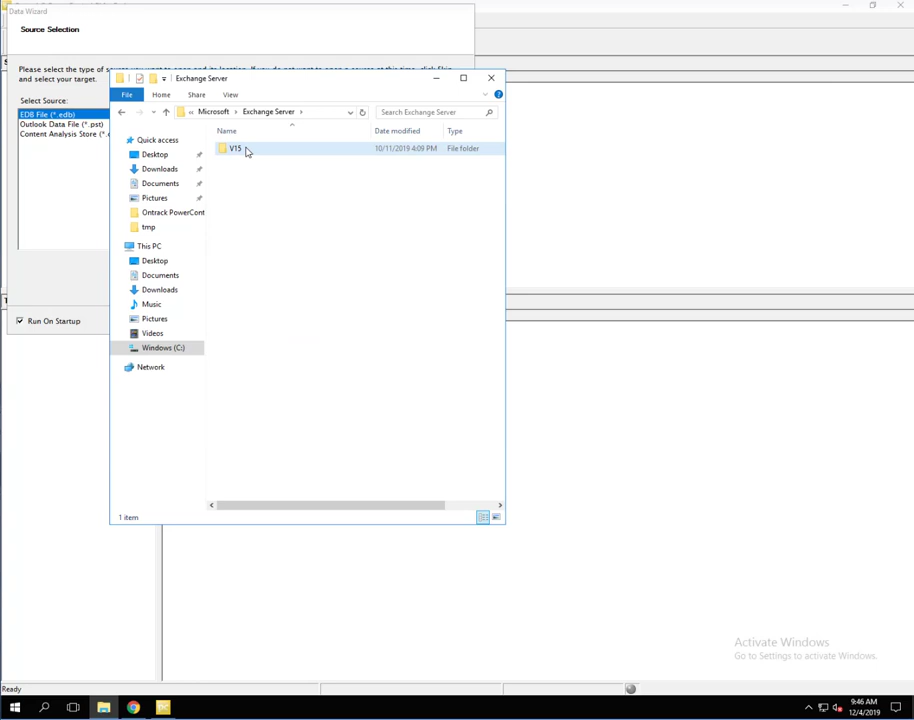 Data Wizard
Source Selection
Please select the type of source
and select your target.
Select Source:
EDB File (*.edb)
Outlook Data File (*.pst)
Content Analysis Store (*.
Run On Startup
Exchange Server
File Home Share View
« Microsoft › Exchange Server ›
Search Exchange Server
Name Date modified Type
V15 10/11/2019 4:09 PM File folder
Quick access
Desktop
Downloads
Documents
Pictures
Ontrack PowerCont
tmp
This PC
Desktop
Documents
Downloads
Music
Pictures
Videos
Windows (C:)
Network
1 item
Activate Windows
Go to Settings to activate Windows.
Ready
9:46 AM
12/4/2019